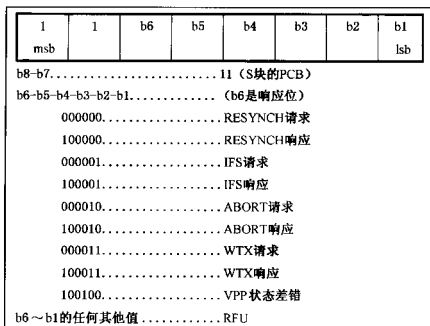 1 1 b6 b5 b4 b3 b2 b1
msb lsb
b8-b7........................11（S块的PCB）
b6-b5-b4-b3-b2-b1.............（b6是响应位）
000000..................RESYNCH请求
100000..................RESYNCH响应
000001..................IFS请求
100001..................IFS响应
000010..................ABORT请求
100010..................ABORT响应
000011..................WTX请求
100011..................WTX响应
100100..................VPP状态差错
b6～b1的任何其他值............RFU